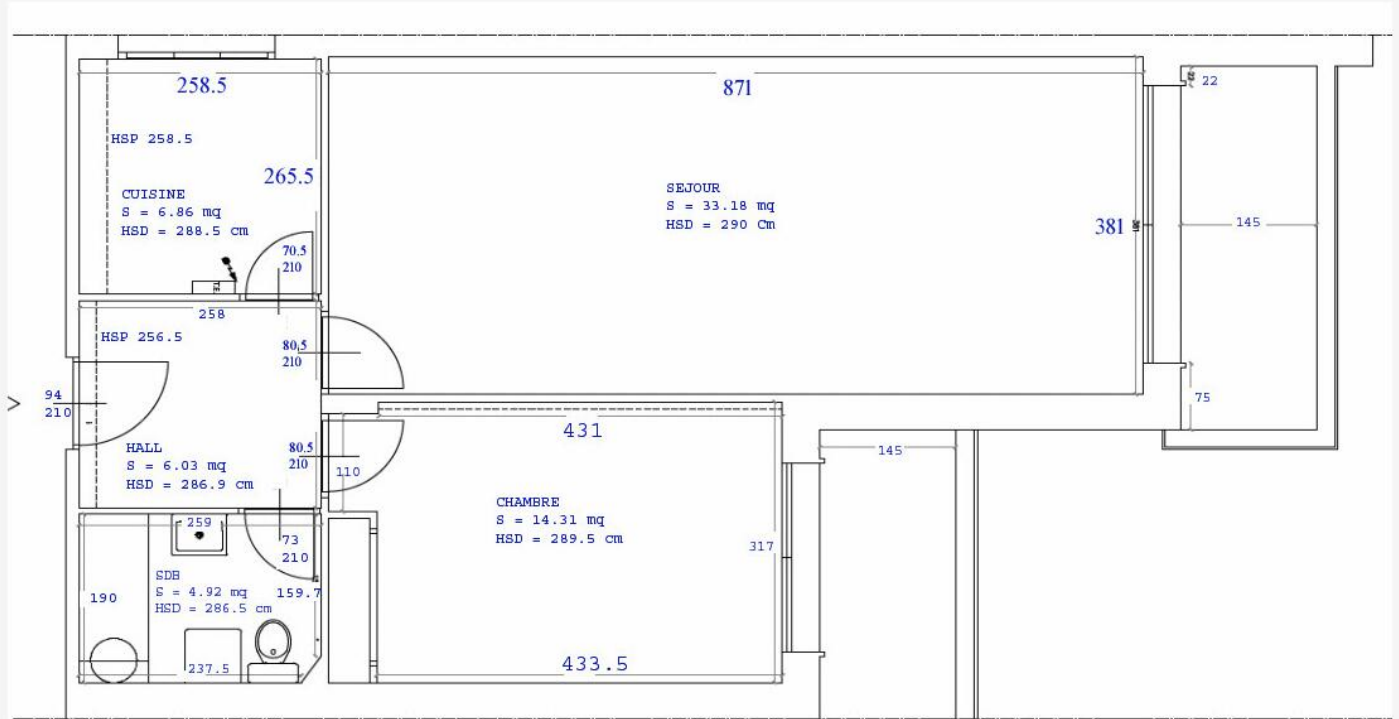 258.5
HSP 258.5
265.5
CUISINE
S = 6.86 mq
HSD = 288.5 cm
70.5
210
871
SEJOUR
S = 33.18 mq
HSD = 290 Cm
381
381
22
22
145
258
HSP 256.5
80.5
210
94
210
HALL
S = 6.03 mq
HSD = 286.9 cm
80.5
210
110
431
CHAMBRE
S = 14.31 mq
HSD = 289.5 cm
317
433.5
75
145
259
73
210
SDB
S = 4.92 mq
HSD = 286.5 cm
159.7
190
237.5